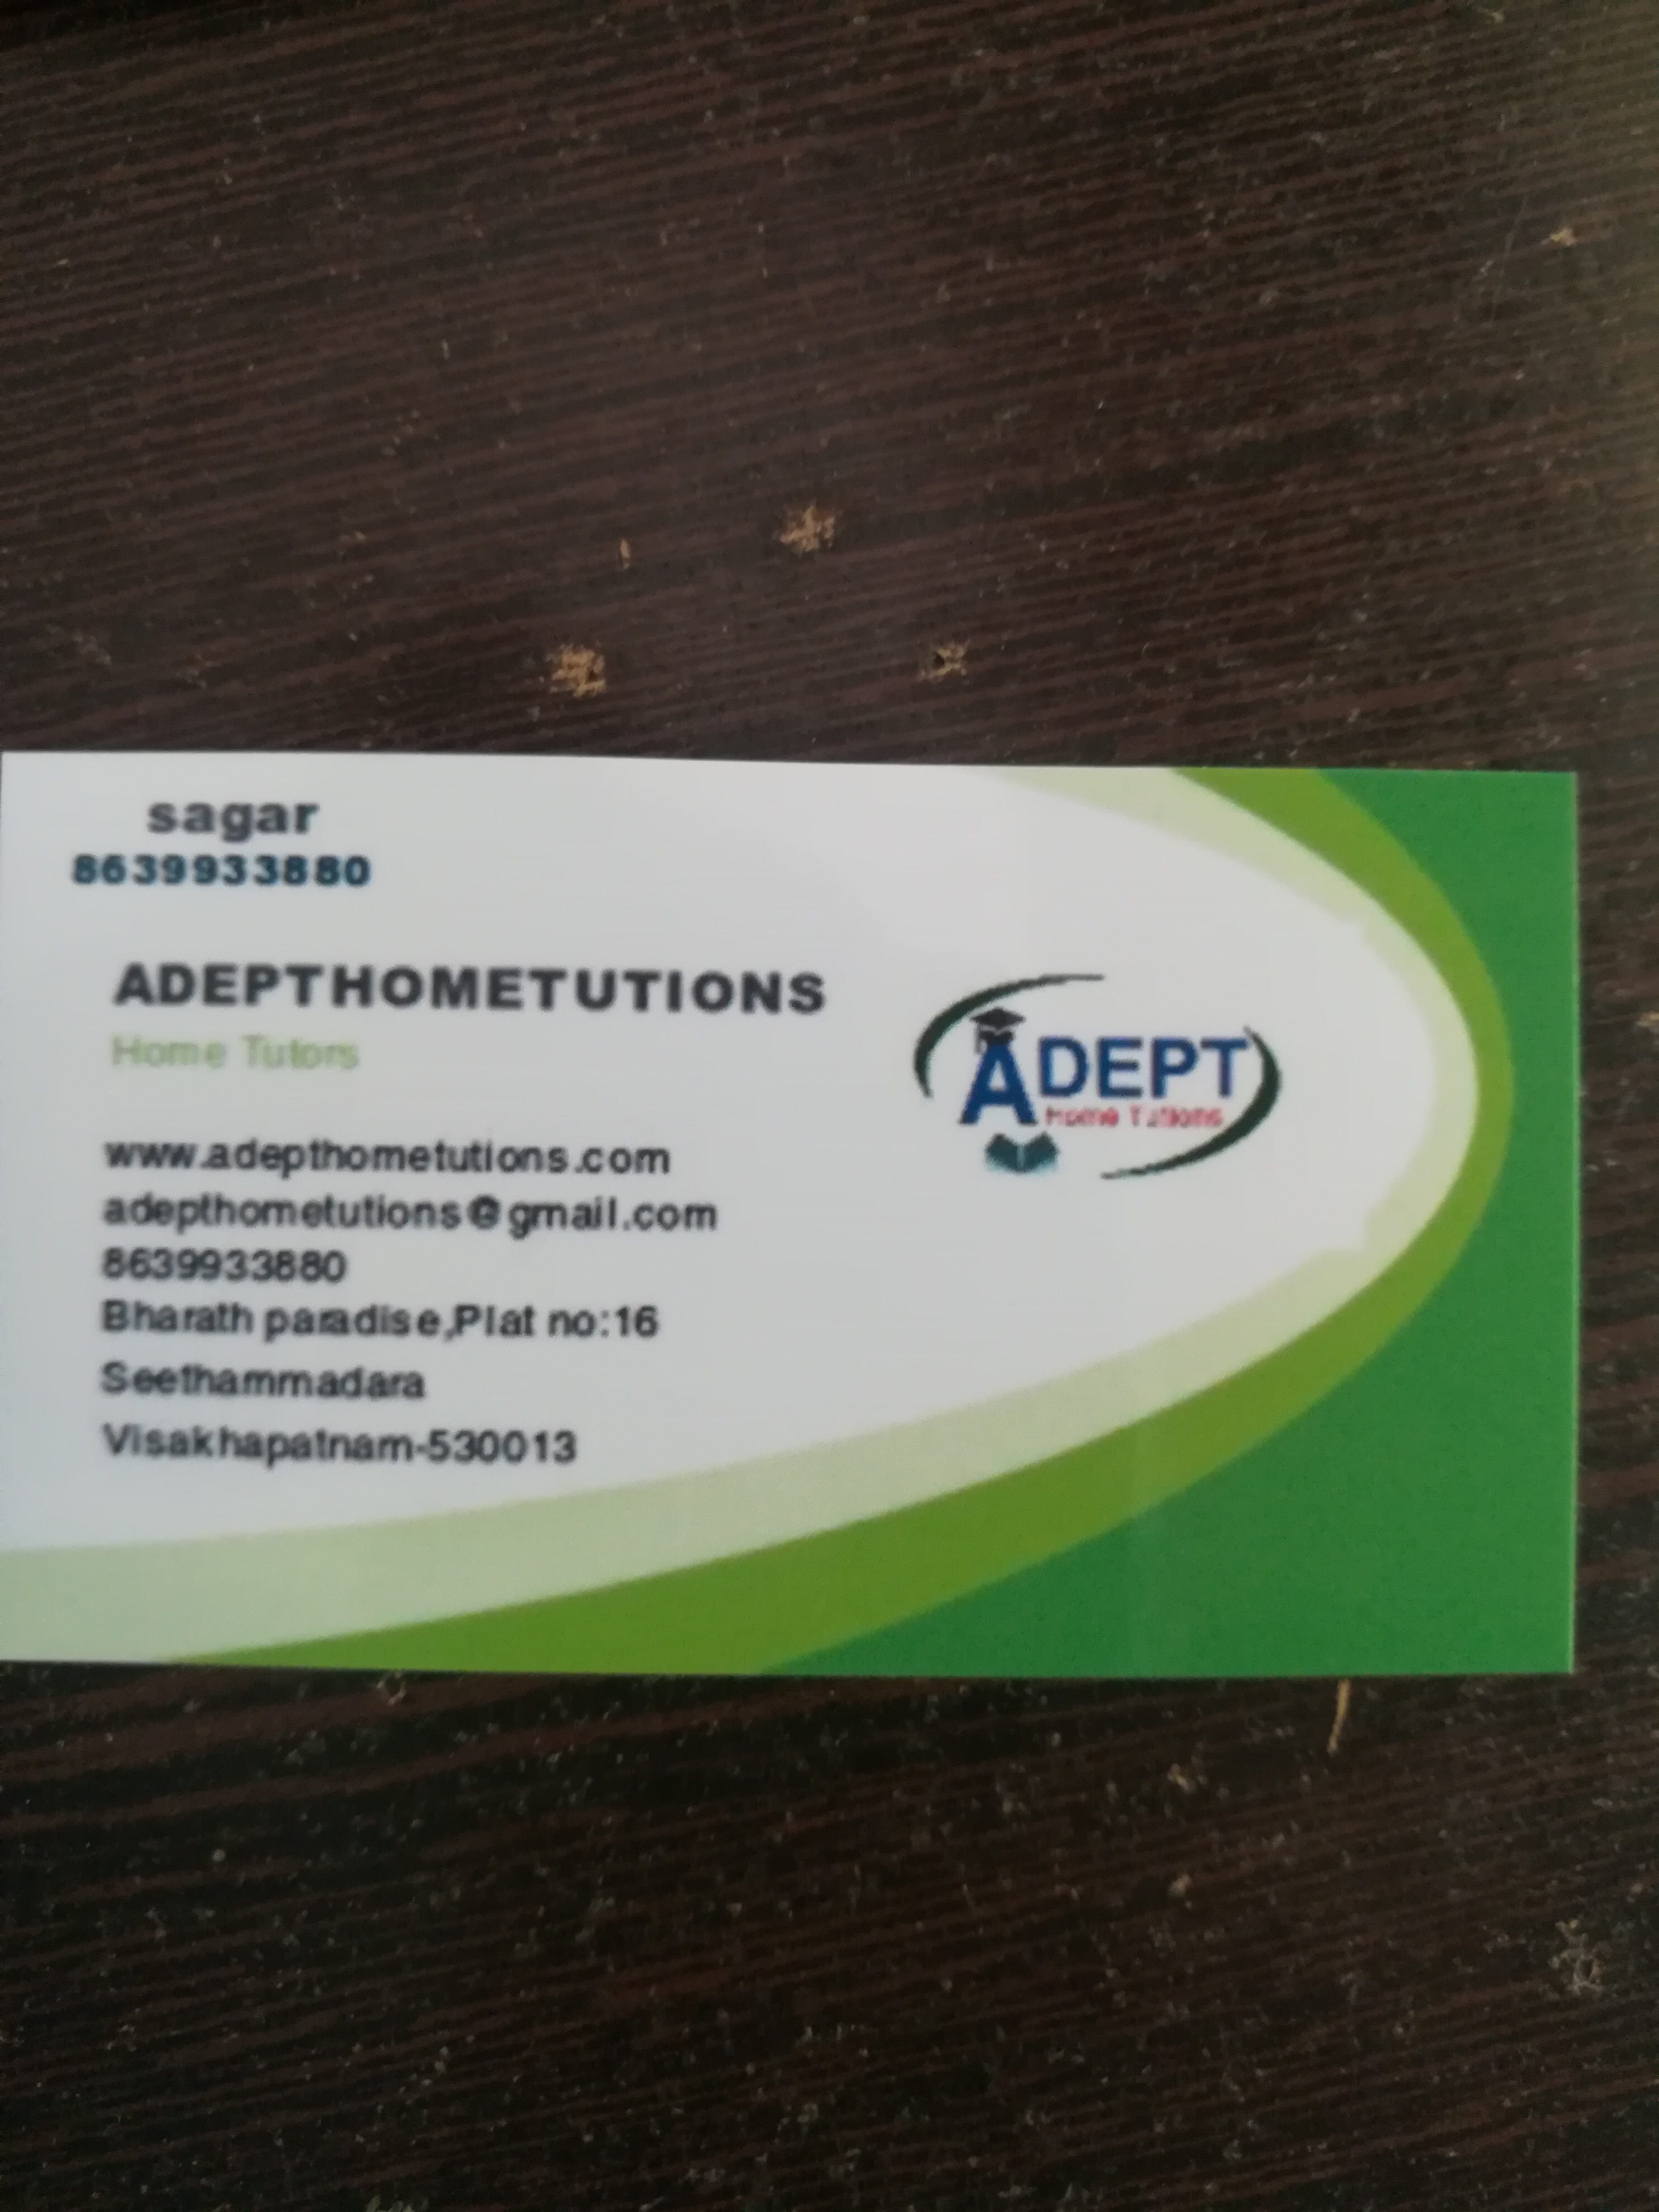 sagar
8639933880
ADEPTHOMETUTIONS
Home Tutors
www.adepthometutions.com
adepthometutions@gmail.com
8639933880
Bharath paradise,Plat no:16
Seethammadara
Visakhapatnam-530013
ADEPT
Home Tutions